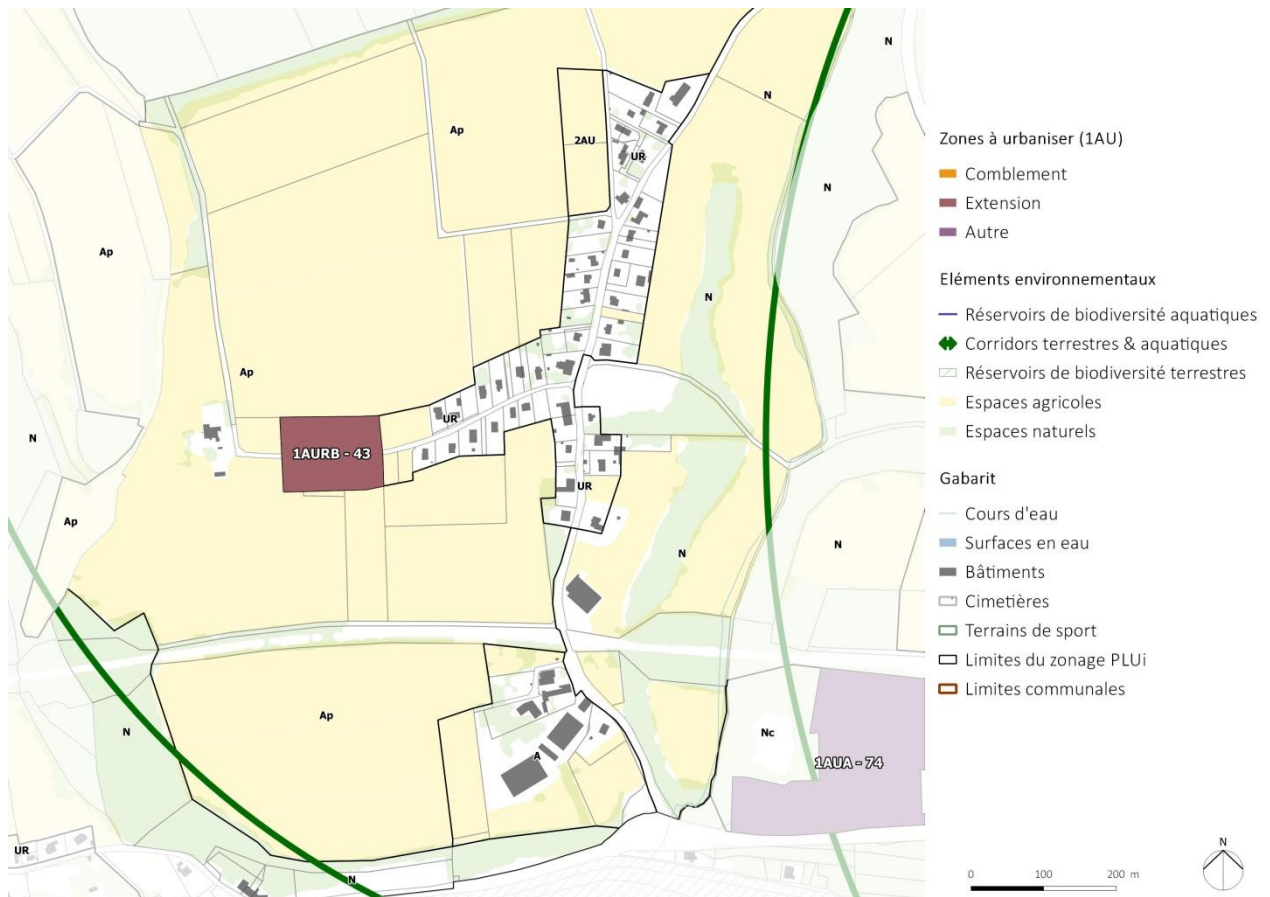 N
Ap
N
2AU
UR
N
Ap
N
Ap
1AURB - 43
UR
N
UR
Ap
N
N
Ap
N
Nc
A
1AUA - 74
UR
N
Zones à urbaniser (1AU)
Comblement
Extension
Autre
Eléments environnementaux
Réservoirs de biodiversité aquatiques
Corridors terrestres & aquatiques
Réservoirs de biodiversité terrestres
Espaces agricoles
Espaces naturels
Gabarit
Cours d'eau
Surfaces en eau
Bâtiments
Cimetières
Terrains de sport
Limites du zonage PLUi
Limites communales
N
0 100 200 m